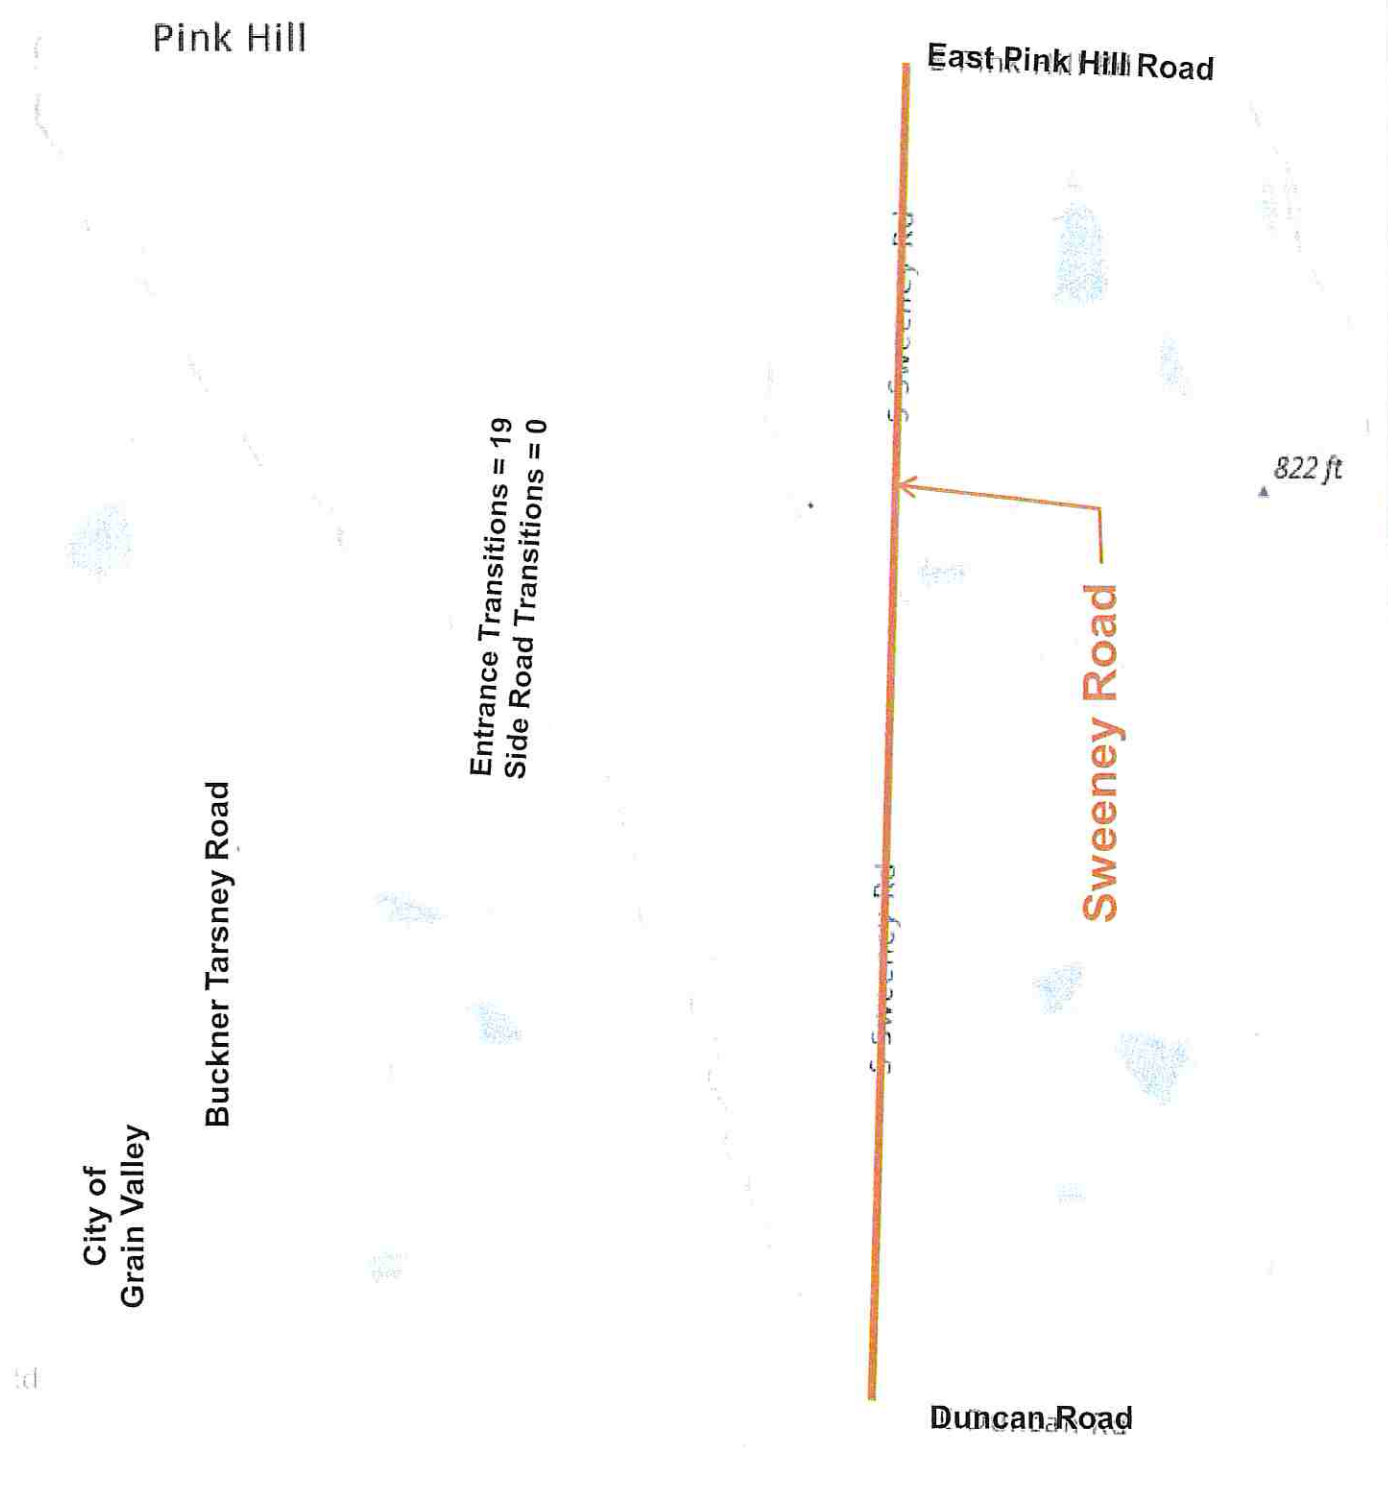 Pink Hill
East Pink Hill Road
S Sweeney Rd
822 ft
Entrance Transitions = 19
Side Road Transitions = 0
Sweeney Road
Buckner Tarsney Road
S Sweeney Rd
City of
Grain Valley
Duncan Road